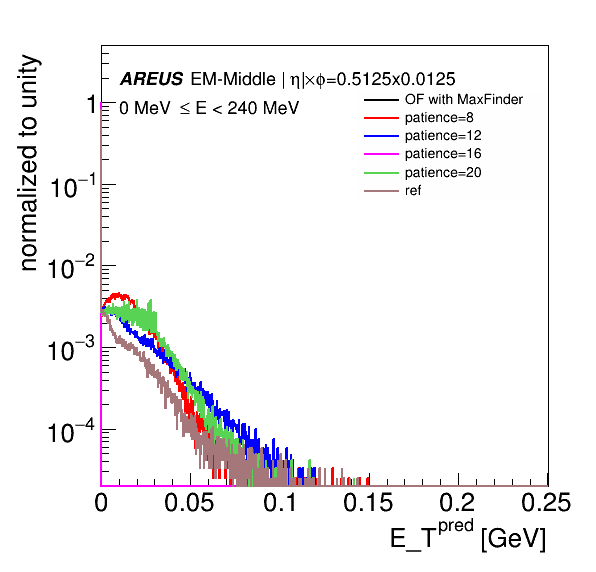 AREUS EM-Middle | η|×ϕ=0.5125x0.0125
0 MeV ≤ E < 240 MeV
OF with MaxFinder
patience=8
patience=12
patience=16
patience=20
ref
normalized to unity
1
10−1
10−2
10−3
10−4
0 0.05 0.1 0.15 0.2 0.25
E_Tpred [GeV]